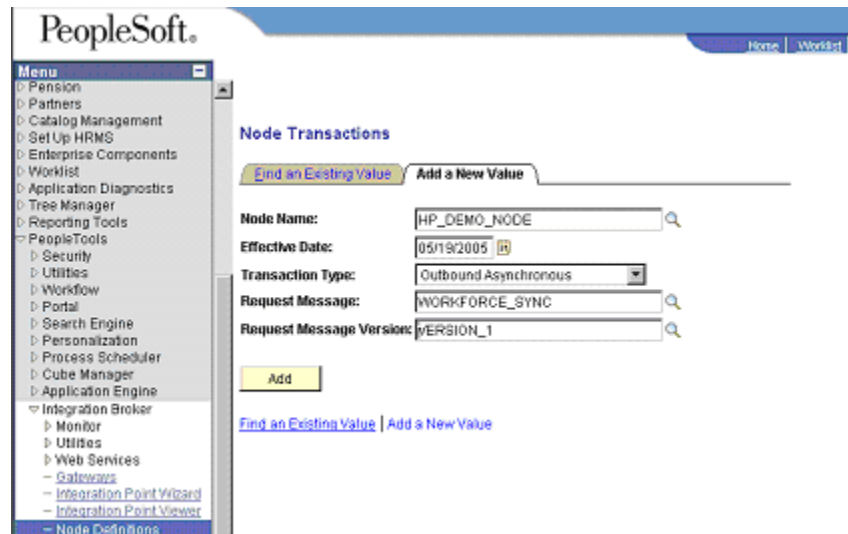 PeopleSoft.
Home | Worklist
Menu
Pension
Partners
Catalog Management
Set Up HRMS
Enterprise Components
Worklist
Application Diagnostics
Tree Manager
Reporting Tools
PeopleTools
Security
Utilities
Workflow
Portal
Search Engine
Personalization
Process Scheduler
Cube Manager
Application Engine
Integration Broker
Monitor
Utilities
Web Services
Gateways
Integration Point Wizard
Integration Point Viewer
Node Definitions
Node Transactions
Find an Existing Value Add a New Value
Node Name: HP_DEMO_NODE
Effective Date: 05/19/2005
Transaction Type: Outbound Asynchronous
Request Message: WORKFORCE_SYNC
Request Message Version: VERSION_1
Add
Find an Existing Value | Add a New Value